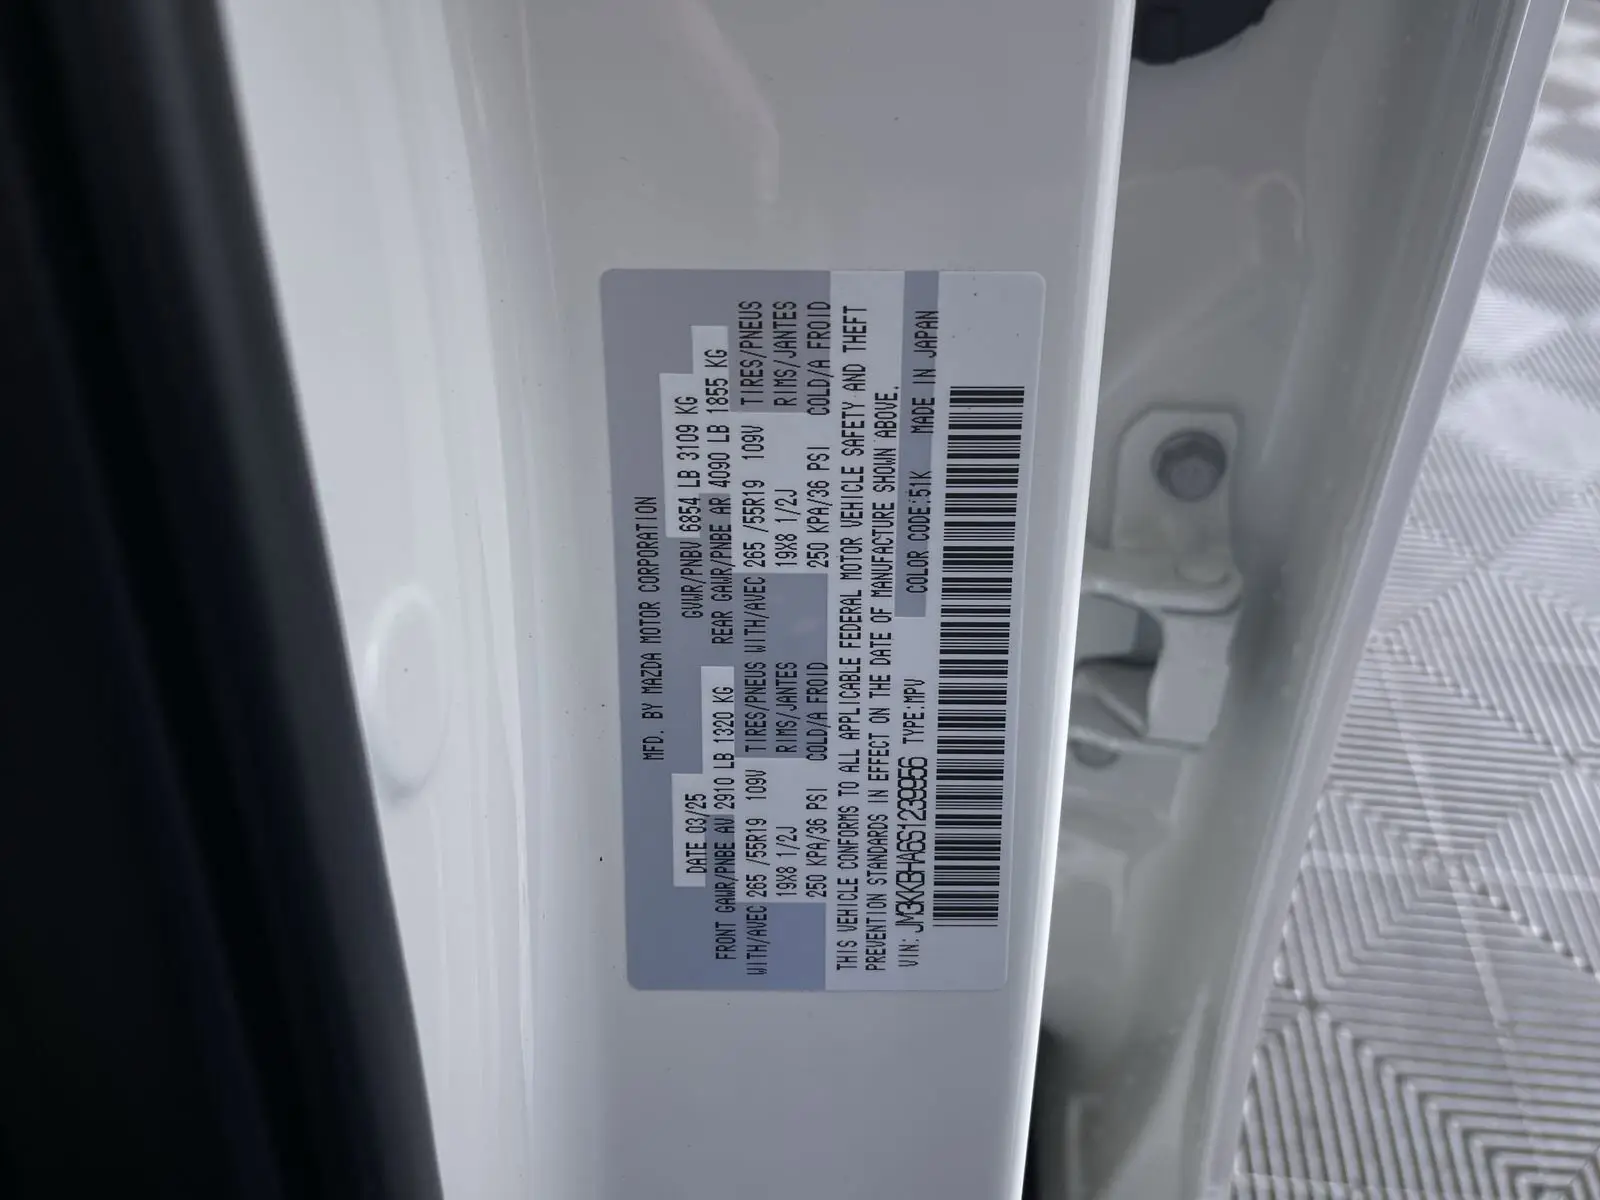 MFD. BY MAZDA MOTOR CORPORATION
DATE 03/25 GVWR/PNBV 6854 LB 3109 KG
FRONT GAWR/PNBE AV 2910 LB 1320 KG REAR GAWR/PNBE AR 4090 LB 1855 KG
WITH/AVEC 265 /55R19 109V TIRES/PNEUS WITH/AVEC 265 /55R19 109V TIRES/PNEUS
19X8 1/2J RIMS/JANTES 19X8 1/2J RIMS/JANTES
250 KPA/36 PSI COLD/A FROID 250 KPA/36 PSI COLD/A FROID
THIS VEHICLE CONFORMS TO ALL APPLICABLE FEDERAL MOTOR VEHICLE SAFETY AND THEFT
PREVENTION STANDARDS IN EFFECT ON THE DATE OF MANUFACTURE SHOWN ABOVE.
VIN: JM3KKBHA6S1239956 TYPE:MPV COLOR CODE:51K MADE IN JAPAN